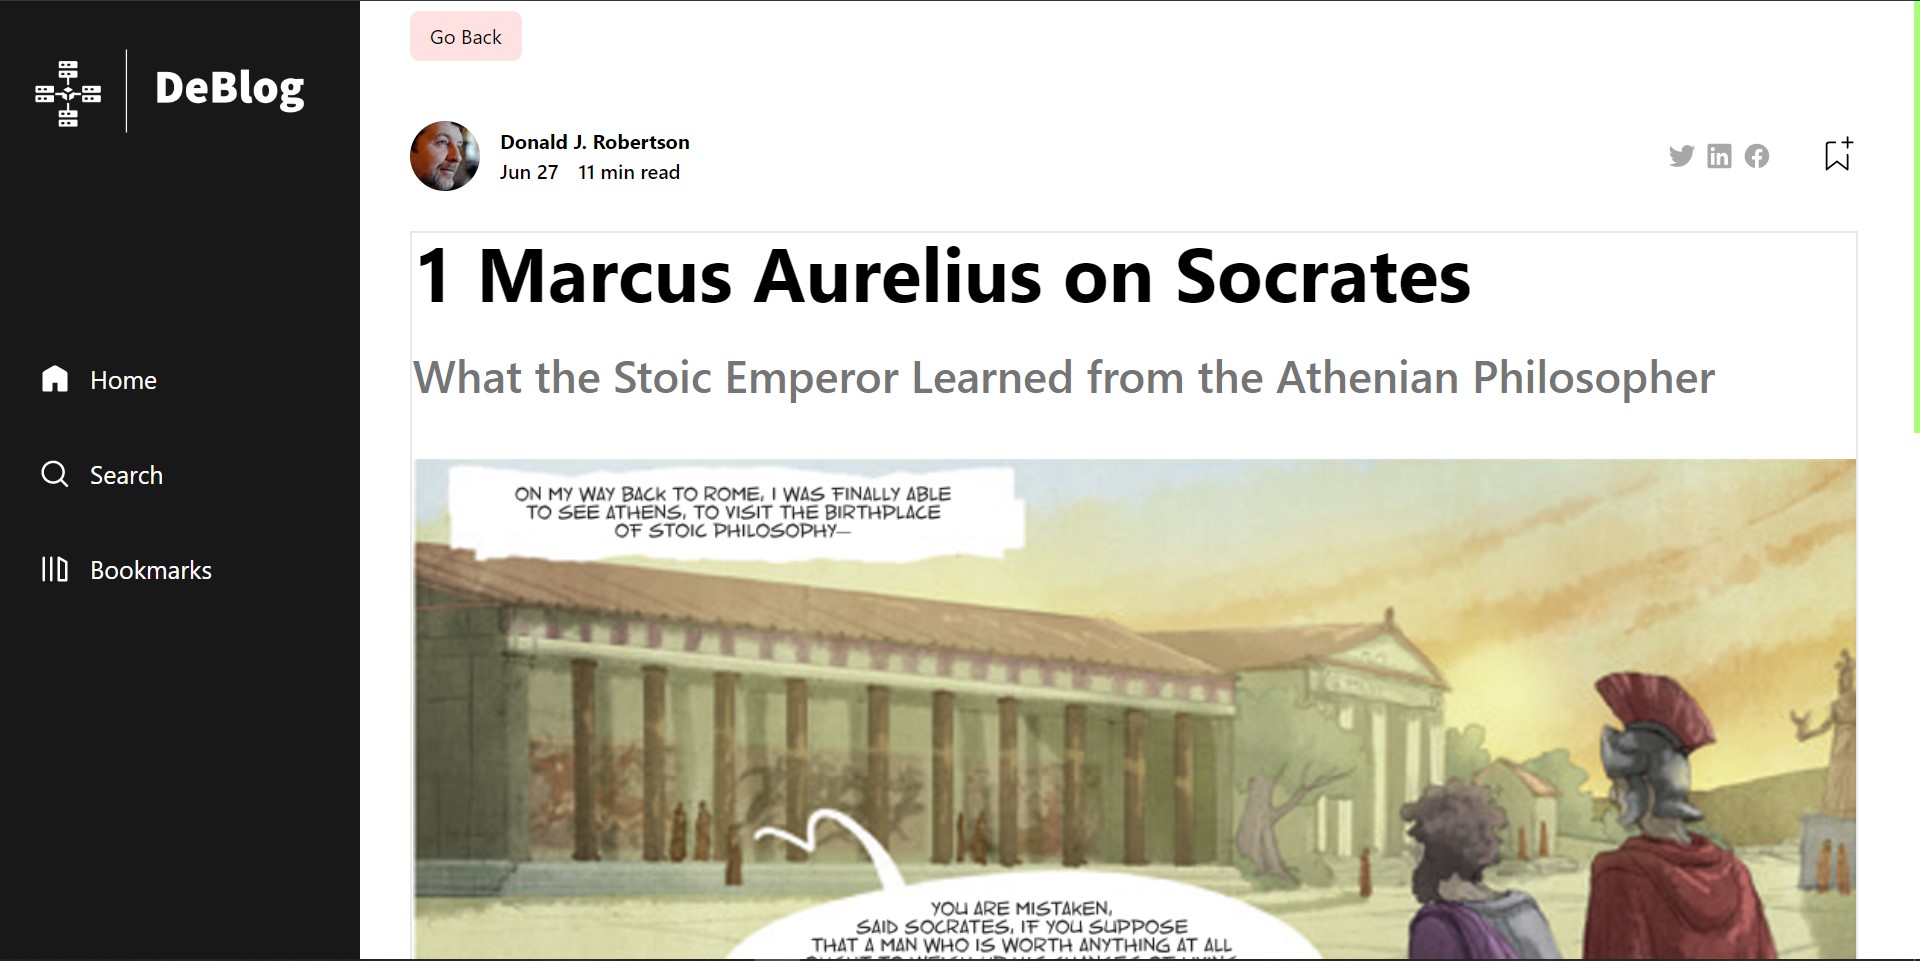 DeBlog
Home
Search
Bookmarks
Go Back
Donald J. Robertson
Jun 27 11 min read
1 Marcus Aurelius on Socrates
What the Stoic Emperor Learned from the Athenian Philosopher
ON MY WAY BACK TO ROME, I WAS FINALLY ABLE
TO SEE ATHENS, TO VISIT THE BIRTHPLACE
OF STOIC PHILOSOPHY—
YOU ARE MISTAKEN,
SAID SOCRATES, IF YOU SUPPOSE
THAT A MAN WHO IS WORTH ANYTHING AT ALL